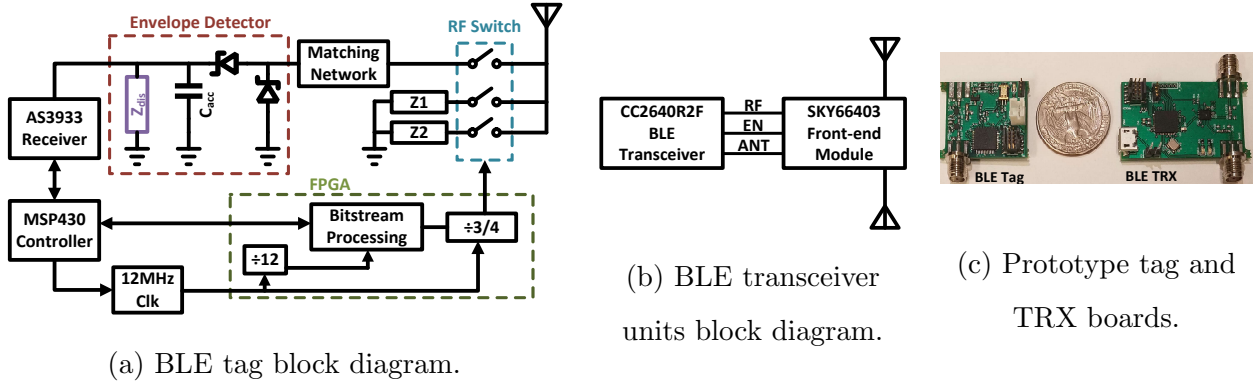 Envelope Detector
RF Switch
Matching
Network
Z_dis
C_acc
Z1
Z2
AS3933
Receiver
MSP430
Controller
12MHz
Clk
FPGA
Bitstream
Processing
÷3/4
÷12
(a) BLE tag block diagram.
CC2640R2F
BLE
Transceiver
RF
EN
ANT
SKY66403
Front-end
Module
(b) BLE transceiver
units block diagram.
BLE Tag
BLE TRX
(c) Prototype tag and
TRX boards.